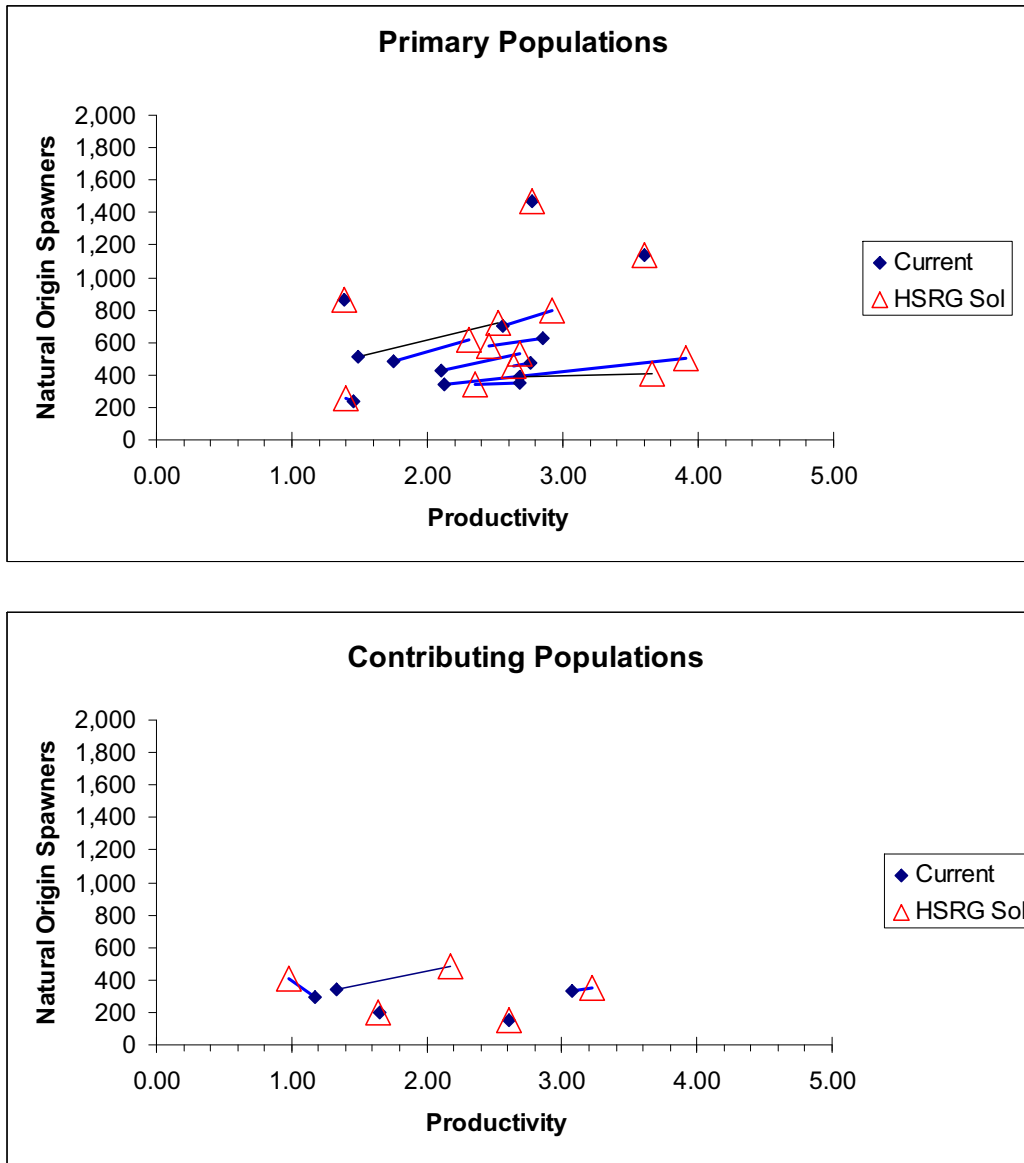 Primary Populations
2,000
1,800
1,600
1,400
1,200
1,000
800
600
400
200
0
Natural Origin Spawners
0.00 1.00 2.00 3.00 4.00 5.00
Productivity
Current
HSRG Sol
Contributing Populations
2,000
1,800
1,600
1,400
1,200
1,000
800
600
400
200
0
Natural Origin Spawners
0.00 1.00 2.00 3.00 4.00 5.00
Productivity
Current
HSRG Sol